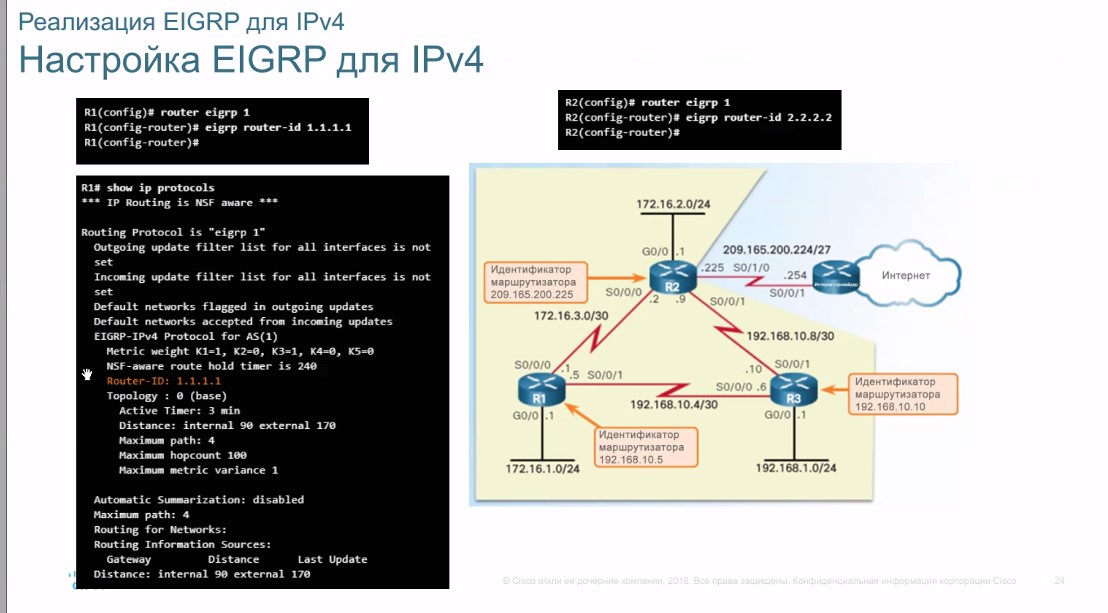 Реализация EIGRP для IPv4
Настройка EIGRP для IPv4
R1(config)# router eigrp 1
R1(config-router)# eigrp router-id 1.1.1.1
R1(config-router)#
R2(config)# router eigrp 1
R2(config-router)# eigrp router-id 2.2.2.2
R2(config-router)#
R1# show ip protocols
*** IP Routing is NSF aware ***
Routing Protocol is "eigrp 1"
Outgoing update filter list for all interfaces is not
set
Incoming update filter list for all interfaces is not
set
Default networks flagged in outgoing updates
Default networks accepted from incoming updates
EIGRP-IPv4 Protocol for AS(1)
Metric weight K1=1, K2=0, K3=1, K4=0, K5=0
NSF-aware route hold timer is 240
Router-ID: 1.1.1.1
Topology : 0 (base)
Active Timer: 3 min
Distance: internal 90 external 170
Maximum path: 4
Maximum hopcount 100
Maximum metric variance 1
Automatic Summarization: disabled
Maximum path: 4
Routing for Networks:
Routing Information Sources:
Gateway Distance Last Update
Distance: internal 90 external 170
172.16.2.0/24
G0/0 .1
209.165.200.224/27
.225 S0/1/0
.254
S0/0/1
Интернет
Идентификатор
маршрутизатора
209.165.200.225
R2
S0/0/0 .2 .9 S0/0/1
172.16.3.0/30
192.168.10.8/30
S0/0/0 .1
.5 S0/0/1
S0/0/1
.10
S0/0/0 .6
192.168.10.4/30
R1
R3
G0/0 .1
G0/0 .1
Идентификатор
маршрутизатора
192.168.10.10
Идентификатор
маршрутизатора
192.168.10.5
172.16.1.0/24
192.168.1.0/24
© Cisco и/или ее дочерние компании, 2016. Все права защищены. Конфиденциальная информация корпорации Cisco
24